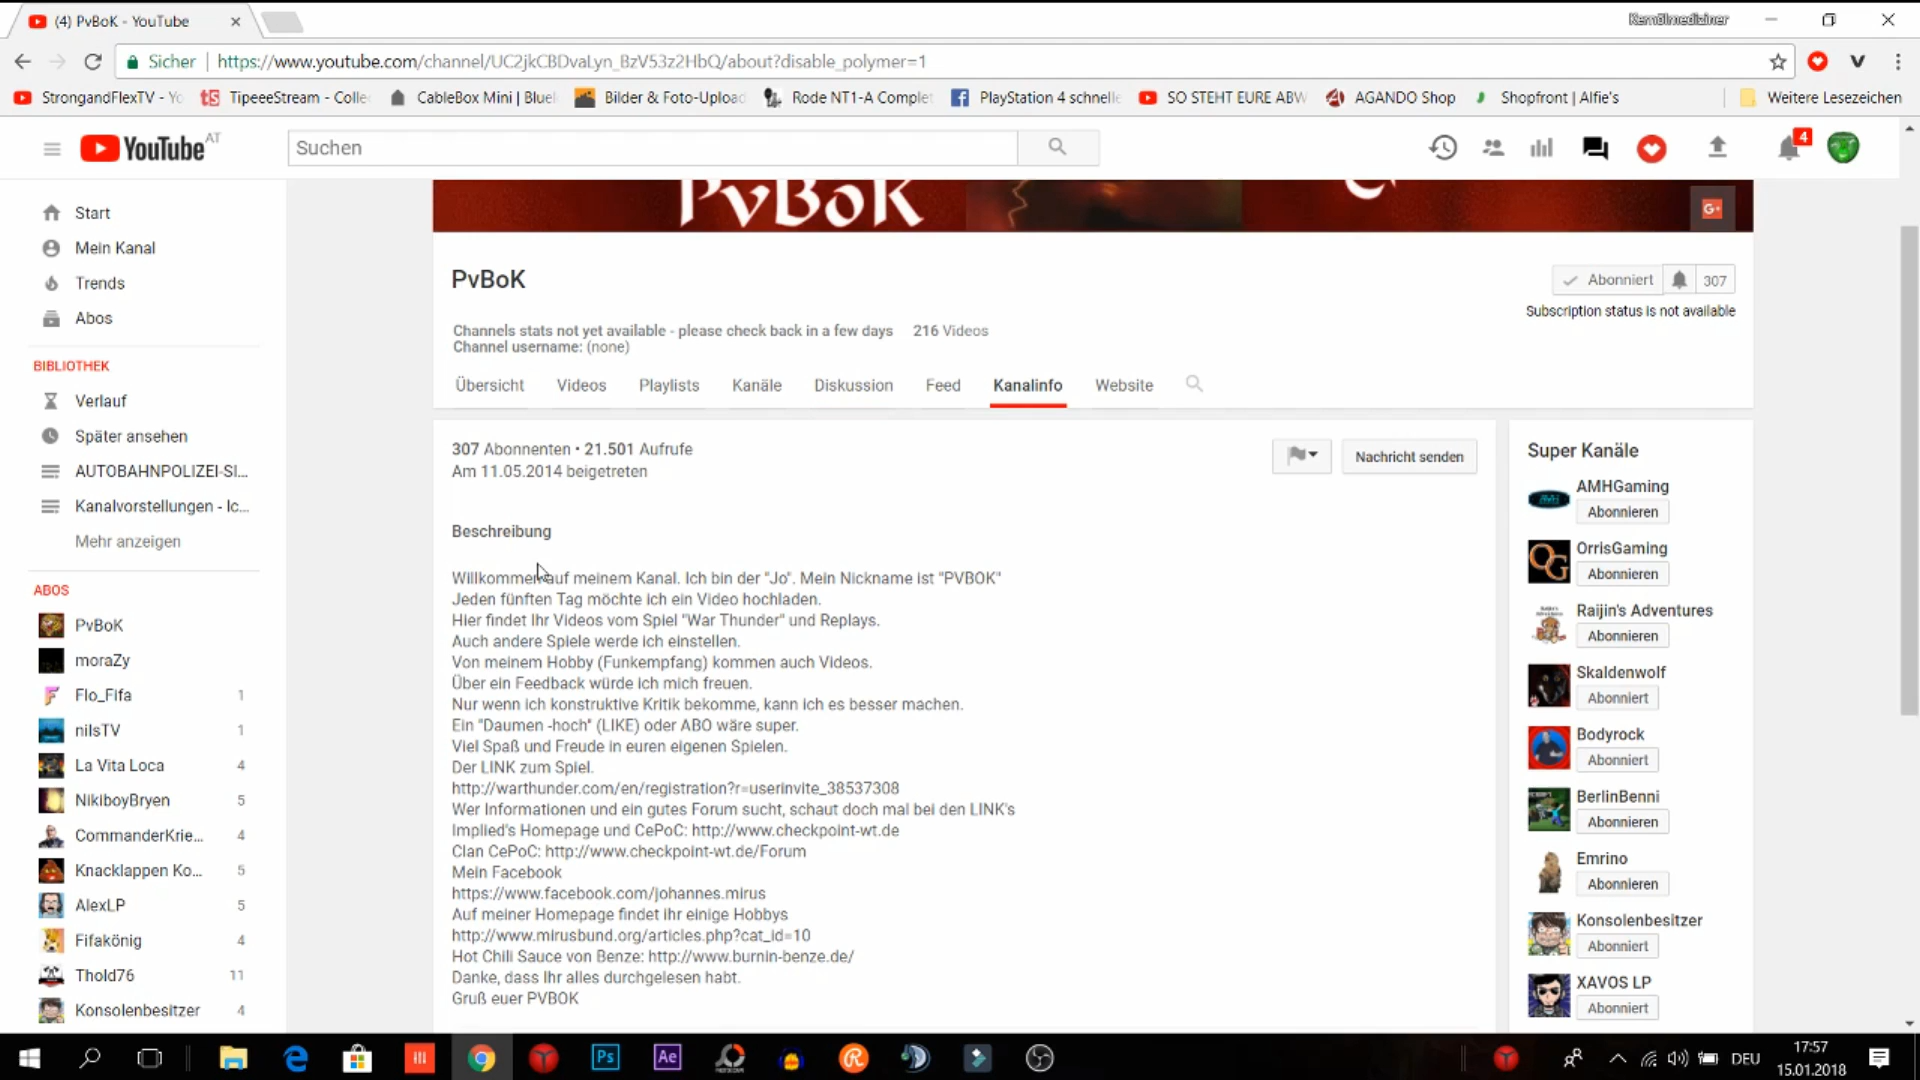 (4) PvBoK - YouTube
Kernölmediziner
Sicher | https://www.youtube.com/channel/UC2jkCBDvaLyn_BzV53z2HbQ/about?disable_polymer=1
StrongandFlexTV - Yo
TipeeeStream - Colle
CableBox Mini | Blue
Bilder & Foto-Upload
Rode NT1-A Complet
PlayStation 4 schnelle
SO STEHT EURE ABW
AGANDO Shop
Shopfront | Alfie's
Weitere Lesezeichen
YouTube AT
Suchen
4
PvBoK
G+
Start
Mein Kanal
Trends
Abos
BIBLIOTHEK
Verlauf
Später ansehen
AUTOBAHNPOLIZEI-SI...
Kanalvorstellungen - Ic...
Mehr anzeigen
ABOS
PvBoK
moraZy
Flo_Fifa 1
nilsTV 1
La Vita Loca 4
NikiboyBryen 5
CommanderKrie... 4
Knacklappen Ko... 5
AlexLP 5
Fifakönig 4
Thold76 11
Konsolenbesitzer 4
PvBoK
Abonniert 307
Subscription status is not available
Channels stats not yet available - please check back in a few days 216 Videos
Channel username: (none)
Übersicht Videos Playlists Kanäle Diskussion Feed Kanalinfo Website
307 Abonnenten • 21.501 Aufrufe
Am 11.05.2014 beigetreten
Nachricht senden
Beschreibung
Willkommen auf meinem Kanal. Ich bin der "Jo". Mein Nickname ist "PVBOK"
Jeden fünften Tag möchte ich ein Video hochladen.
Hier findet Ihr Videos vom Spiel "War Thunder" und Replays.
Auch andere Spiele werde ich einstellen.
Von meinem Hobby (Funkempfang) kommen auch Videos.
Über ein Feedback würde ich mich freuen.
Nur wenn ich konstruktive Kritik bekomme, kann ich es besser machen.
Ein "Daumen -hoch" (LIKE) oder ABO wäre super.
Viel Spaß und Freude in euren eigenen Spielen.
Der LINK zum Spiel.
http://warthunder.com/en/registration?r=userinvite_38537308
Wer Informationen und ein gutes Forum sucht, schaut doch mal bei den LINK's
Implied's Homepage und CePoC: http://www.checkpoint-wt.de
Clan CePoC: http://www.checkpoint-wt.de/Forum
Mein Facebook
https://www.facebook.com/johannes.mirus
Auf meiner Homepage findet ihr einige Hobbys
http://www.mirusbund.org/articles.php?cat_id=10
Hot Chili Sauce von Benze: http://www.burnin-benze.de/
Danke, dass Ihr alles durchgelesen habt.
Gruß euer PVBOK
Super Kanäle
AMHGaming
Abonnieren
OrrisGaming
Abonnieren
Raijin's Adventures
Abonnieren
Skaldenwolf
Abonniert
Bodyrock
Abonniert
BerlinBenni
Abonnieren
Emrino
Abonnieren
Konsolenbesitzer
Abonniert
XAVOS LP
Abonniert
Ps
Ae
DEU
17:57
15.01.2018